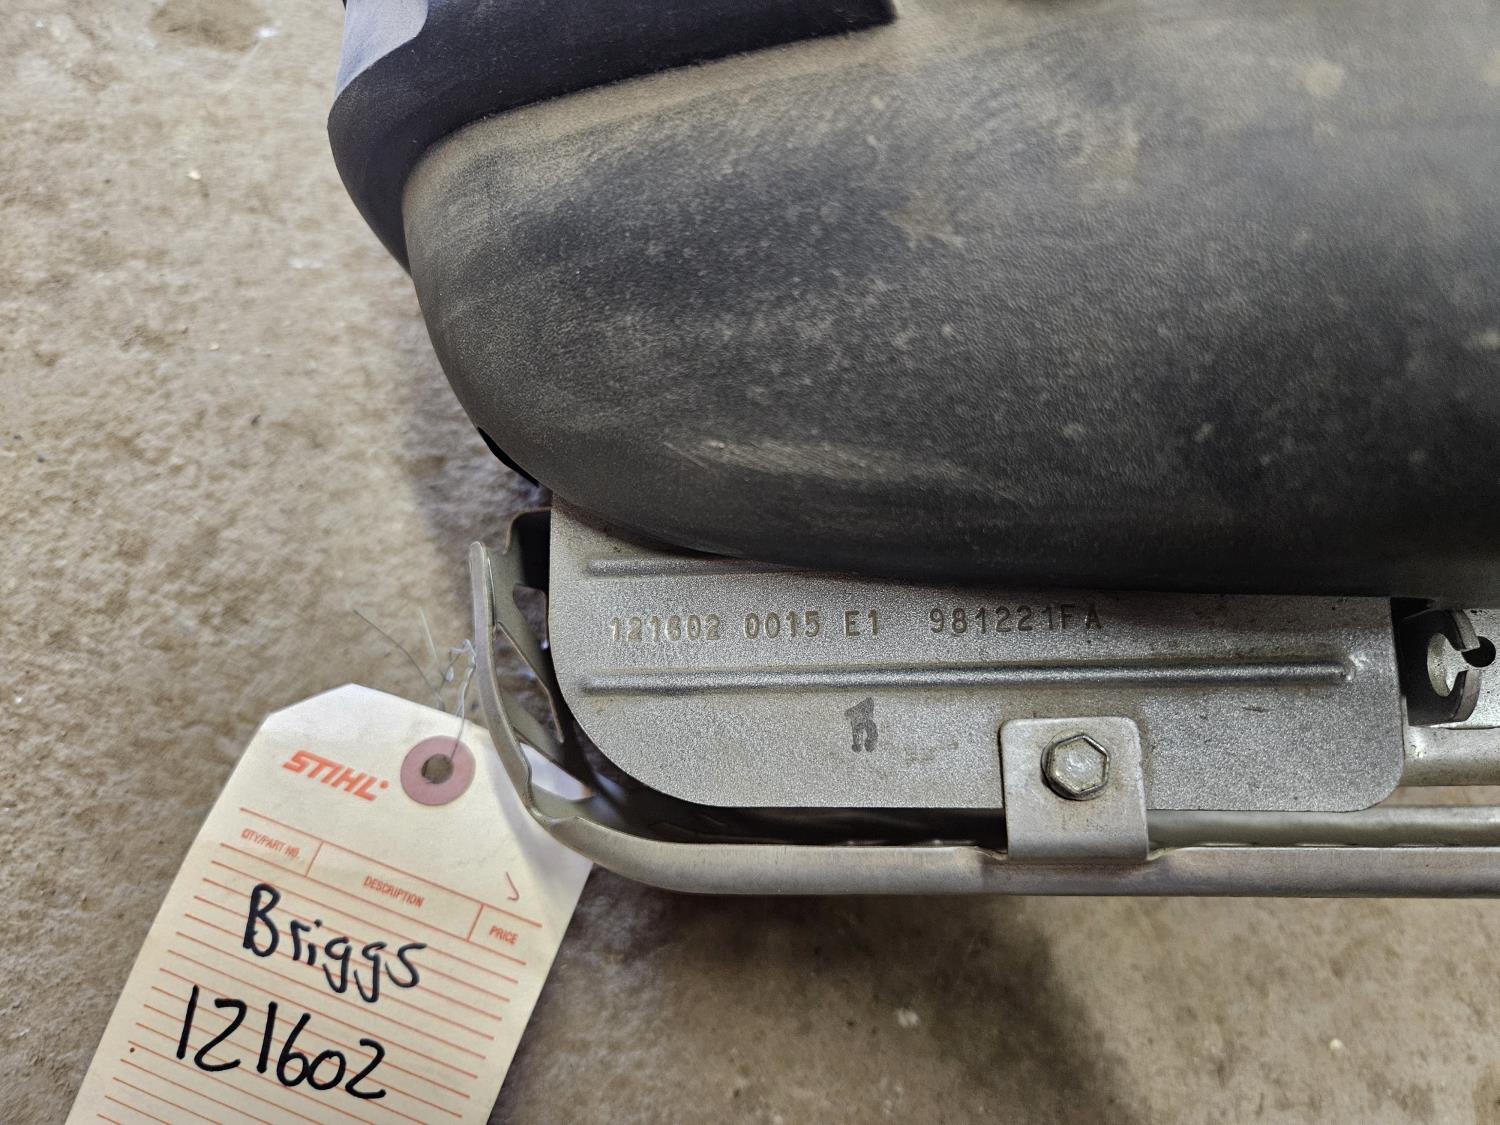 121602 0015 E1 981221FA
STIHL
QTY/PART NO.
DESCRIPTION
PRICE
Briggs
121602